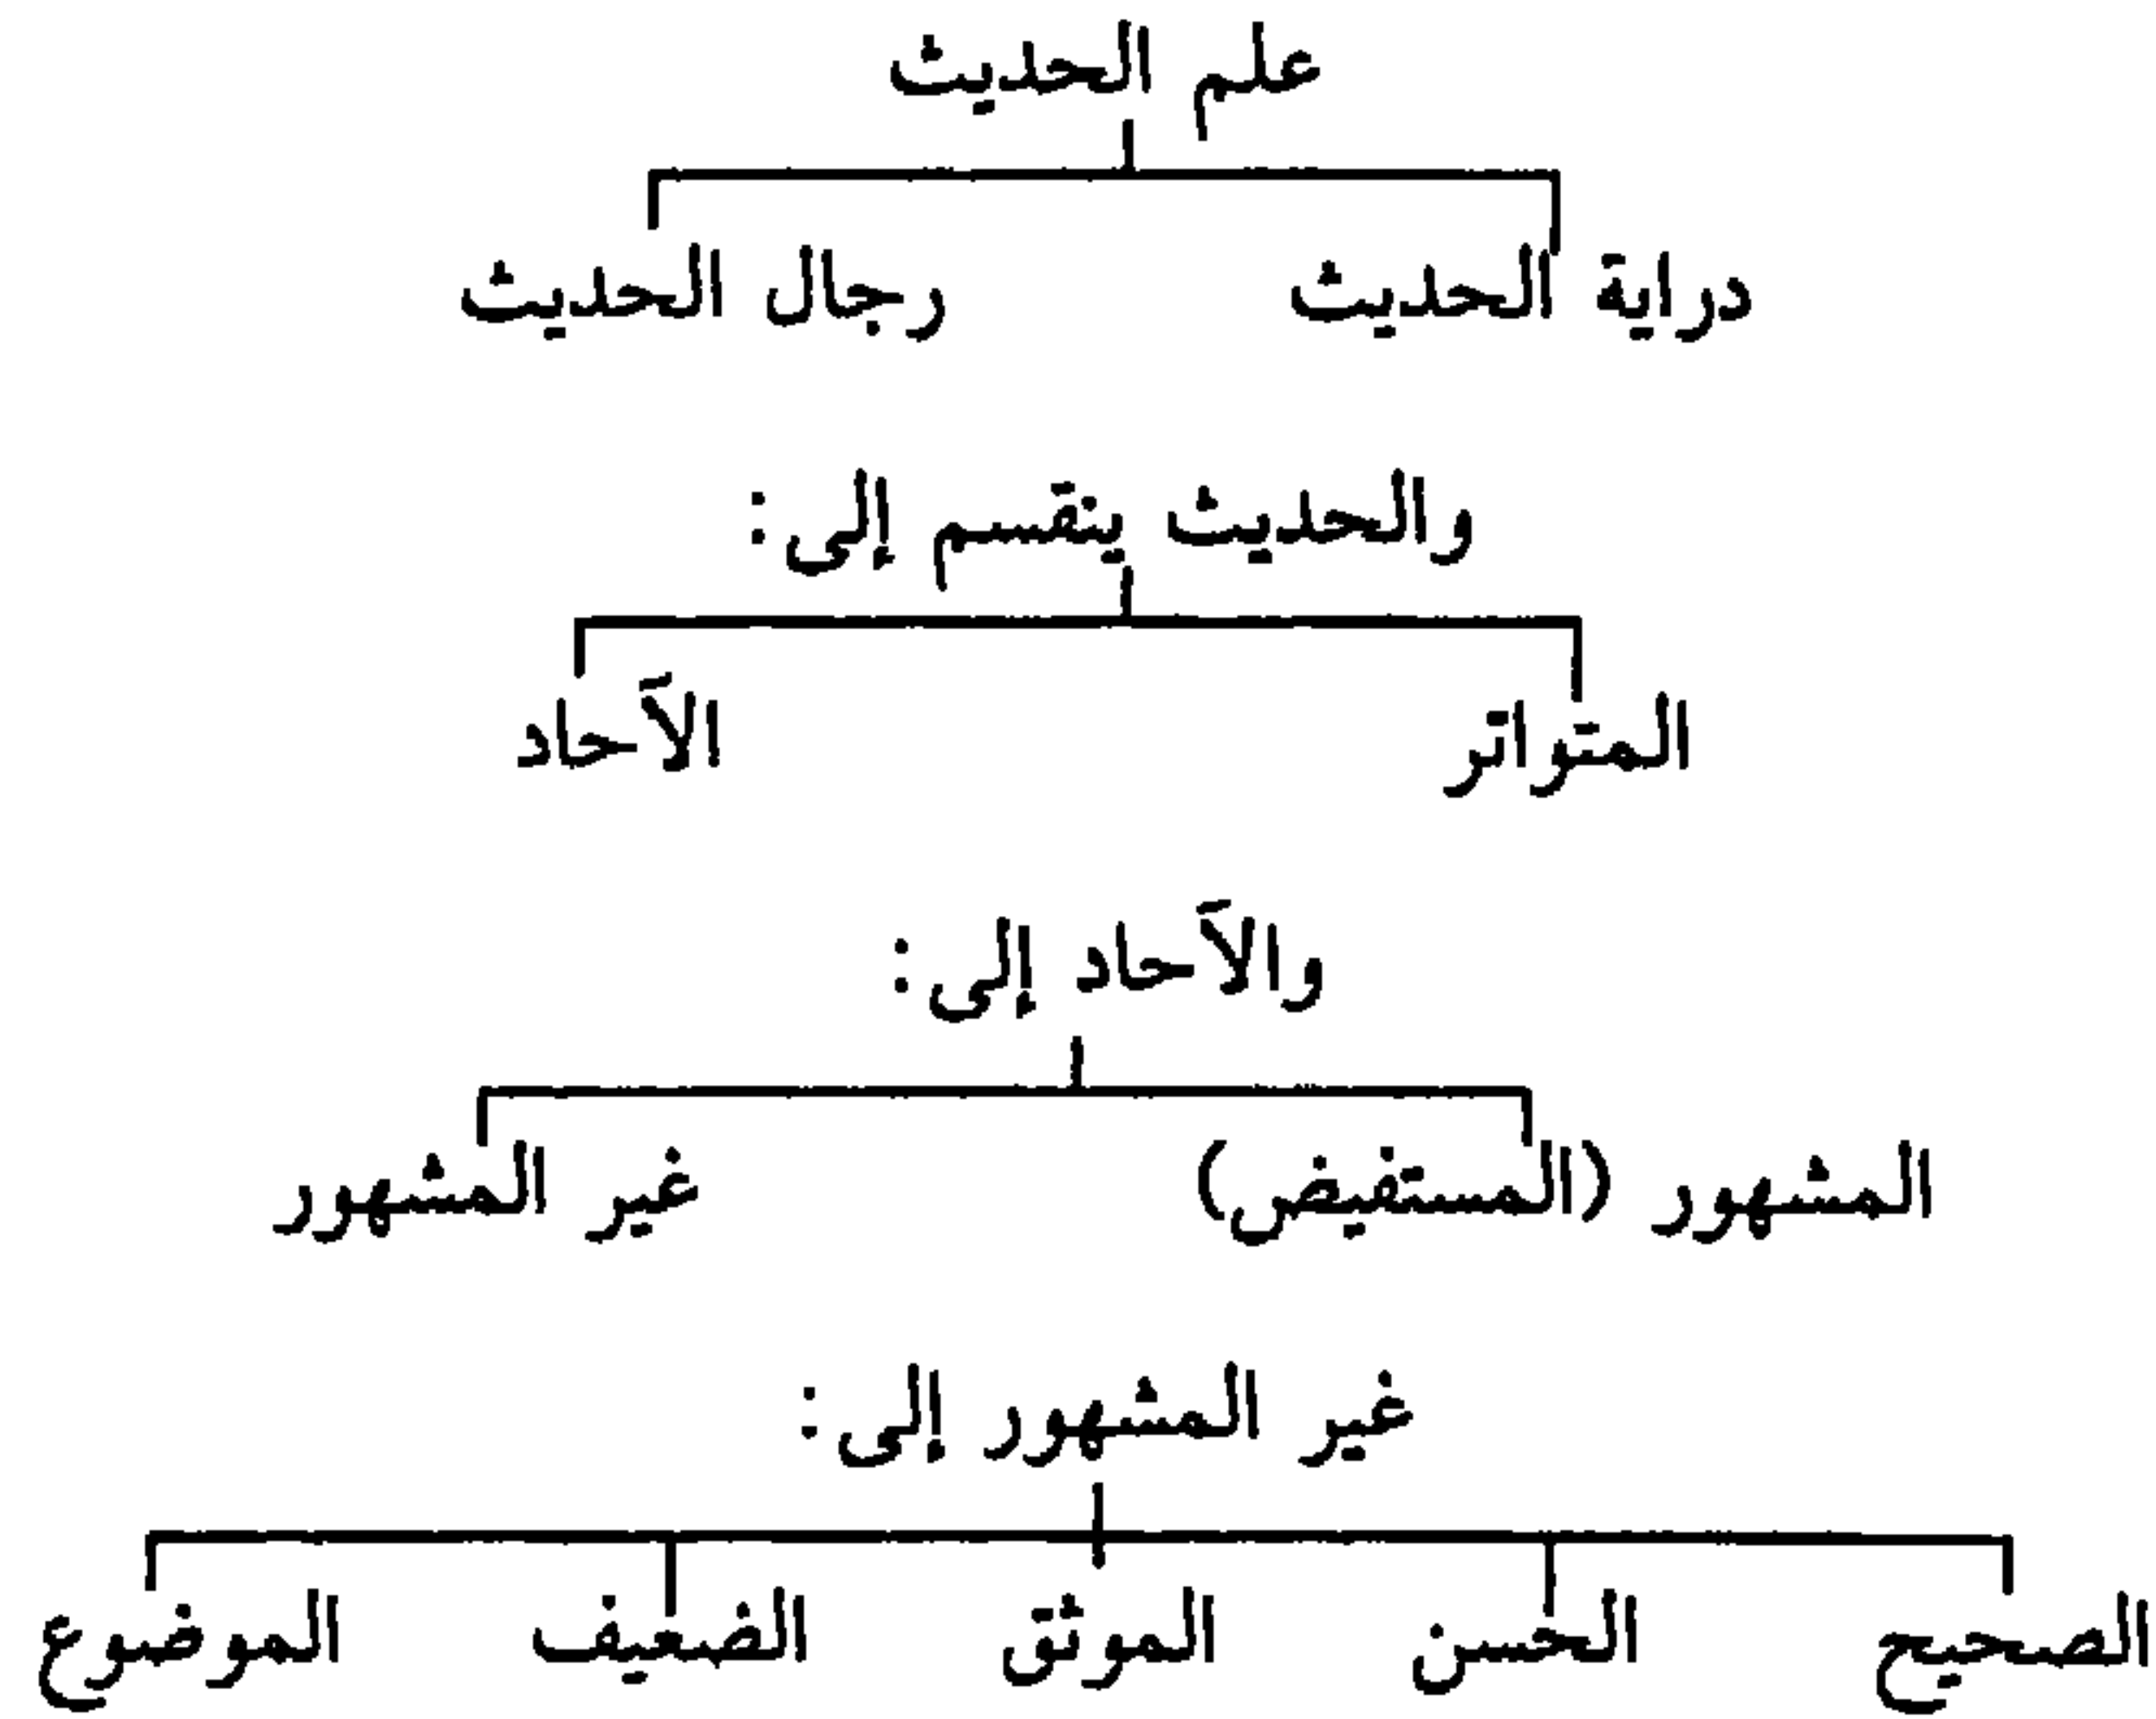 علم الحديث
دراية الحديث رجال الحديث
والحديث ينقسم إلى:
المتراتر الآحاد
والآحاد إلى:
المشهور (المستفيض) غير المشهور
غير المشهور إلى:
الصحيح الحسن الموثق الضعيف الموضوع